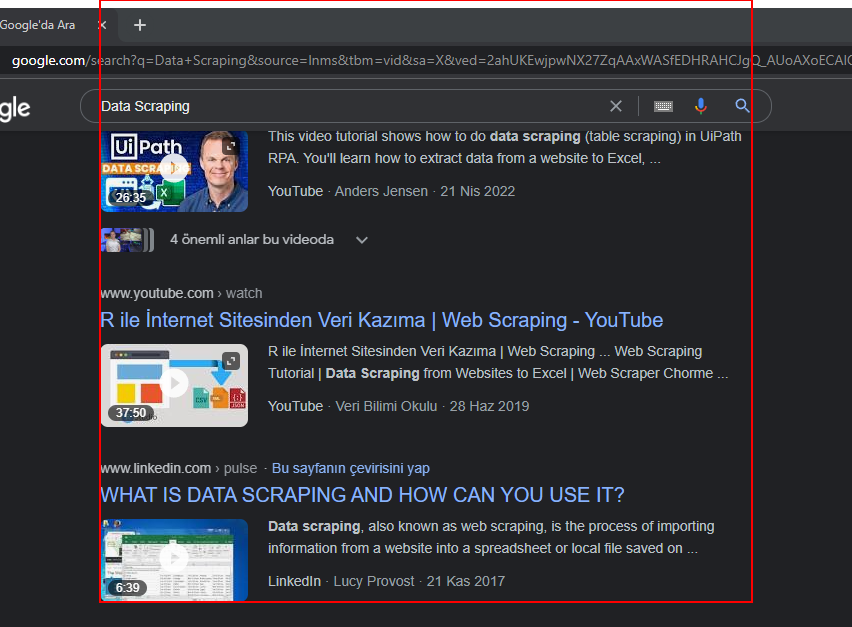 Google'da Ara
google.com/search?q=Data+Scraping&source=lnms&tbm=vid&sa=X&ved=2ahUKEwjpwNX27ZqAAxWASfEDHRAHCJgQ_AUoAXoECAIQ
gle
Data Scraping
UiPath
DATA SCRAPING
26:35
This video tutorial shows how to do data scraping (table scraping) in UiPath
RPA. You'll learn how to extract data from a website to Excel, ...
YouTube · Anders Jensen · 21 Nis 2022
4 önemli anlar bu videoda
www.youtube.com › watch
R ile İnternet Sitesinden Veri Kazıma | Web Scraping - YouTube
CSV
XML
JSON
37:50
R ile İnternet Sitesinden Veri Kazıma | Web Scraping ... Web Scraping
Tutorial | Data Scraping from Websites to Excel | Web Scraper Chorme ...
YouTube · Veri Bilimi Okulu · 28 Haz 2019
www.linkedin.com › pulse · Bu sayfanın çevirisini yap
WHAT IS DATA SCRAPING AND HOW CAN YOU USE IT?
6:39
Data scraping, also known as web scraping, is the process of importing
information from a website into a spreadsheet or local file saved on ...
LinkedIn · Lucy Provost · 21 Kas 2017